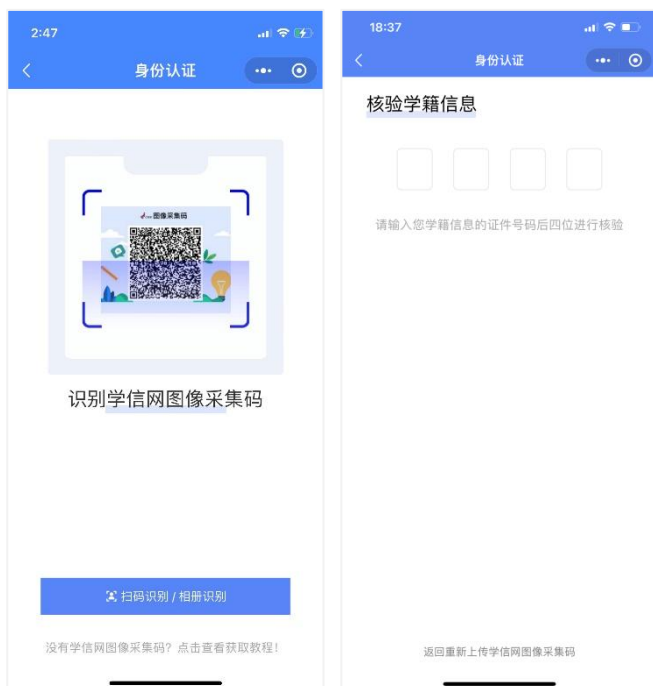 2:47
身份认证
图像采集码
识别学信网图像采集码
扫码识别 / 相册识别
没有学信网图像采集码？点击查看获取教程！
18:37
身份认证
核验学籍信息
请输入您学籍信息的证件号码后四位进行核验
返回重新上传学信网图像采集码